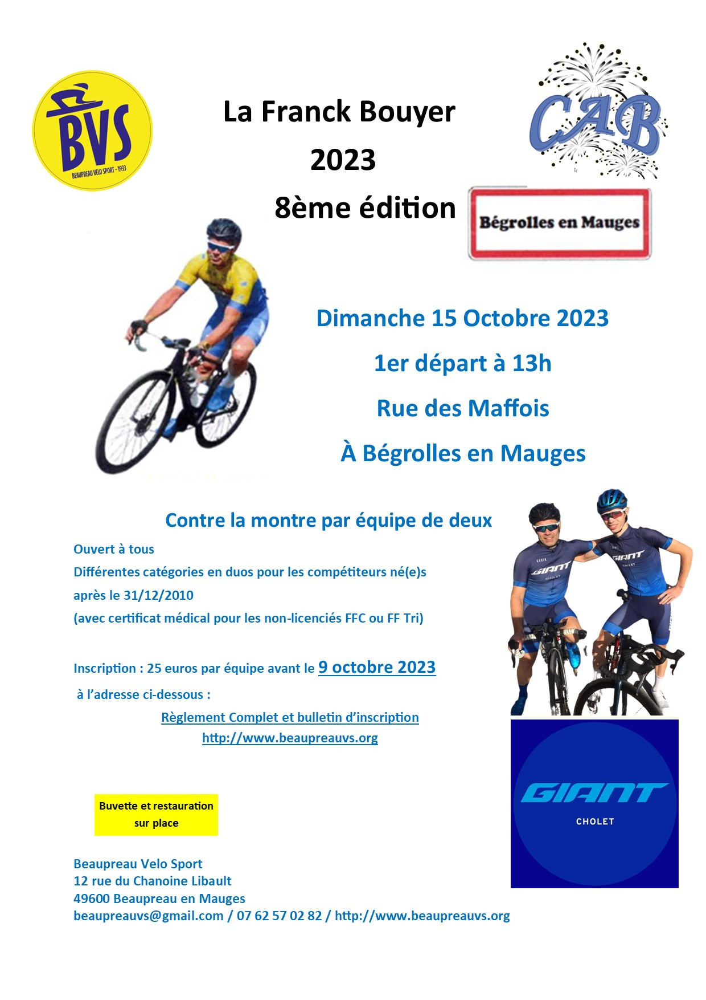 BVS
BEAUPREAU VÉLO SPORT - 1933
CAB
La Franck Bouyer
2023
8ème édition
Bégrolles en Mauges
Dimanche 15 Octobre 2023
1er départ à 13h
Rue des Maffois
À Bégrolles en Mauges
Contre la montre par équipe de deux
Ouvert à tous
Différentes catégories en duos pour les compétiteurs né(e)s
après le 31/12/2010
(avec certificat médical pour les non-licenciés FFC ou FF Tri)
GIANT
CHOLET
GIANT
CHOLET
Inscription : 25 euros par équipe avant le 9 octobre 2023
à l’adresse ci-dessous :
Règlement Complet et bulletin d’inscription
http://www.beaupreauvs.org
GIANT
CHOLET
Buvette et restauration
sur place
Beaupreau Velo Sport
12 rue du Chanoine Libault
49600 Beaupreau en Mauges
beaupreauvs@gmail.com / 07 62 57 02 82 / http://www.beaupreauvs.org